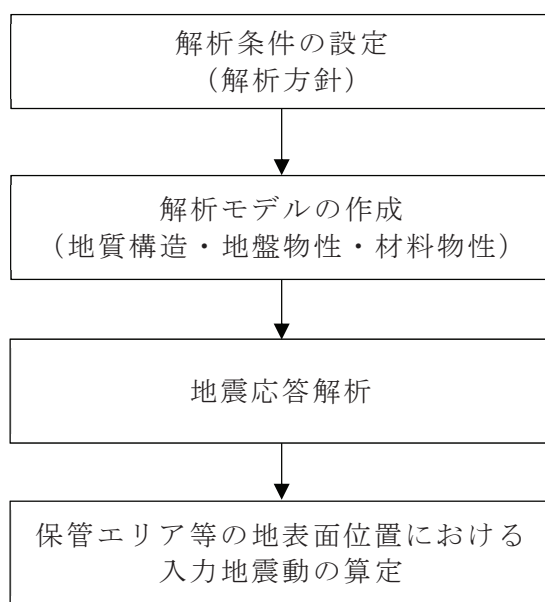 解析条件の設定
（解析方針）
解析モデルの作成
（地質構造・地盤物性・材料物性）
地震応答解析
保管エリア等の地表面位置における
入力地震動の算定